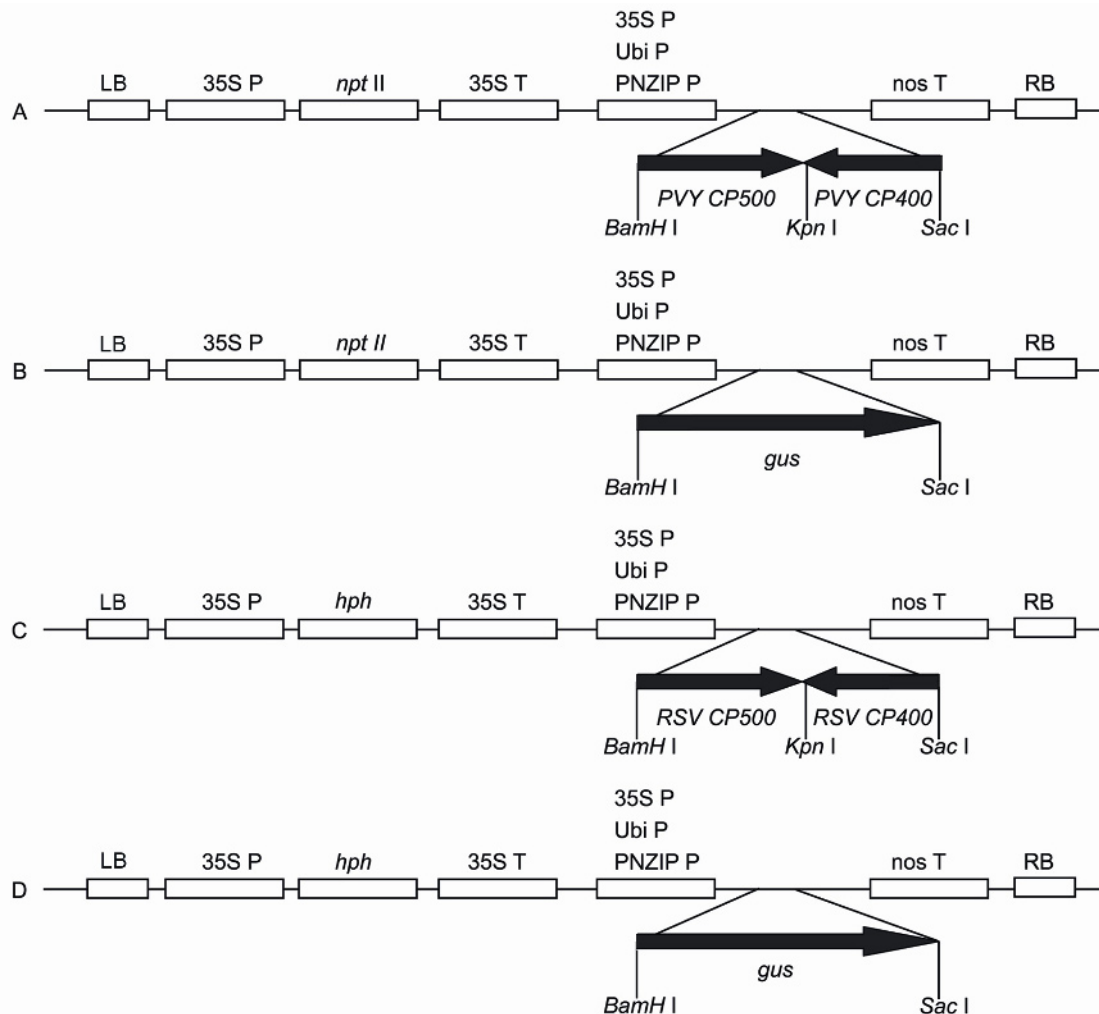 35S P
Ubi P
LB 35S P npt II 35S T PNZIP P nos T RB
A
PVY CP500 PVY CP400
BamH I Kpn I Sac I
35S P
Ubi P
LB 35S P npt II 35S T PNZIP P nos T RB
B
gus
BamH I Sac I
35S P
Ubi P
LB 35S P hph 35S T PNZIP P nos T RB
C
RSV CP500 RSV CP400
BamH I Kpn I Sac I
35S P
Ubi P
LB 35S P hph 35S T PNZIP P nos T RB
D
gus
BamH I Sac I